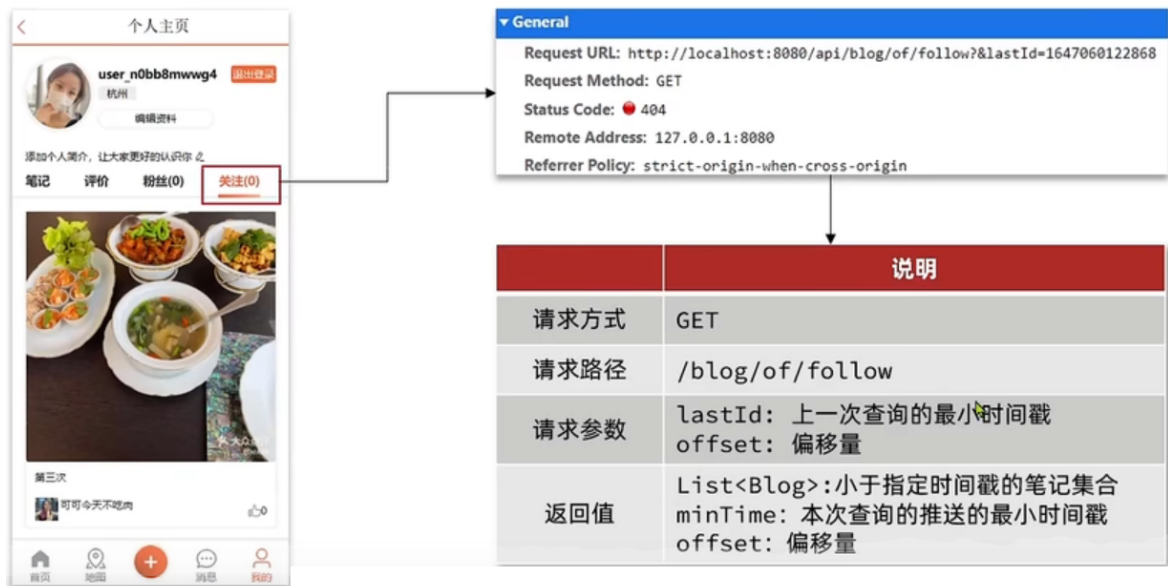 个人主页
user_n0bb8mwwg4
退出登录
杭州
编辑资料
添加个人简介，让大家更好的认识你
笔记 评价 粉丝(0) 关注(0)
大众点评
第三次
可可今天不吃肉
0
首页 地图 消息 我的
General
Request URL: http://localhost:8080/api/blog/of/follow?&lastId=1647060122868
Request Method: GET
Status Code: 404
Remote Address: 127.0.0.1:8080
Referrer Policy: strict-origin-when-cross-origin
说明
请求方式 GET
请求路径 /blog/of/follow
请求参数 lastId: 上一次查询的最小时间戳
offset: 偏移量
返回值 List<Blog>:小于指定时间戳的笔记集合
minTime: 本次查询的推送的最小时间戳
offset: 偏移量